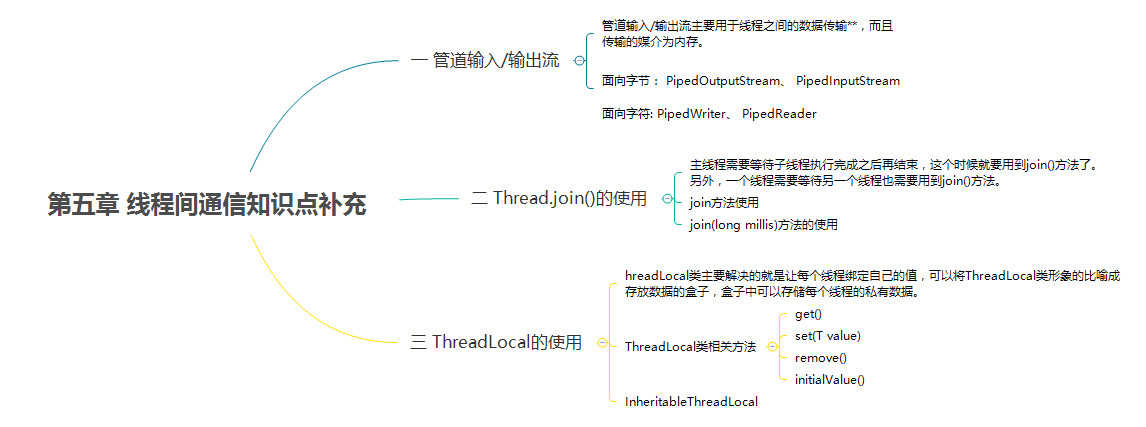 第五章 线程间通信知识点补充
一 管道输入/输出流
管道输入/输出流主要用于线程之间的数据传输**，而且
传输的媒介为内存。
面向字节： PipedOutputStream、 PipedInputStream
面向字符: PipedWriter、 PipedReader
二 Thread.join()的使用
主线程需要等待子线程执行完成之后再结束，这个时候就要用到join()方法了。
另外，一个线程需要等待另一个线程也需要用到join()方法。
join方法使用
join(long millis)方法的使用
三 ThreadLocal的使用
hreadLocal类主要解决的就是让每个线程绑定自己的值，可以将ThreadLocal类形象的比喻成
存放数据的盒子，盒子中可以存储每个线程的私有数据。
ThreadLocal类相关方法
get()
set(T value)
remove()
initialValue()
InheritableThreadLocal